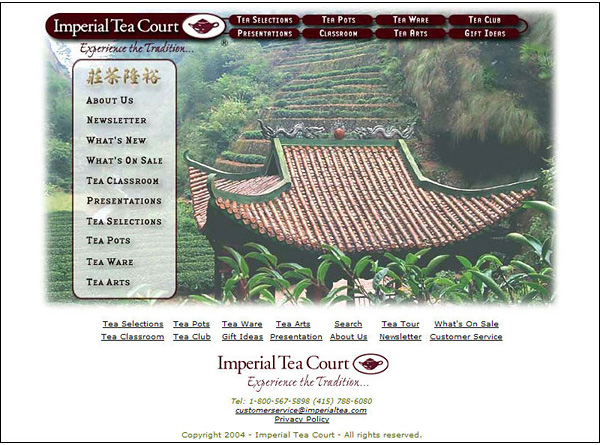 Imperial Tea Court
Experience the Tradition... ®
Tea Selections Tea Pots Tea Ware Tea Club
Presentations Classroom Tea Arts Gift Ideas
莊茶隆裕
About Us
Newsletter
What's New
What's On Sale
Tea Classroom
Presentations
Tea Selections
Tea Pots
Tea Ware
Tea Arts
Tea Selections Tea Pots Tea Ware Tea Arts Search Tea Tour What's On Sale
Tea Classroom Tea Club Gift Ideas Presentation About Us Newsletter Customer Service
Imperial Tea Court
Experience the Tradition...
Tel: 1-800-567-5898 (415) 788-6080
customerservice@imperialtea.com
Privacy Policy
Copyright 2004 - Imperial Tea Court - All rights reserved.